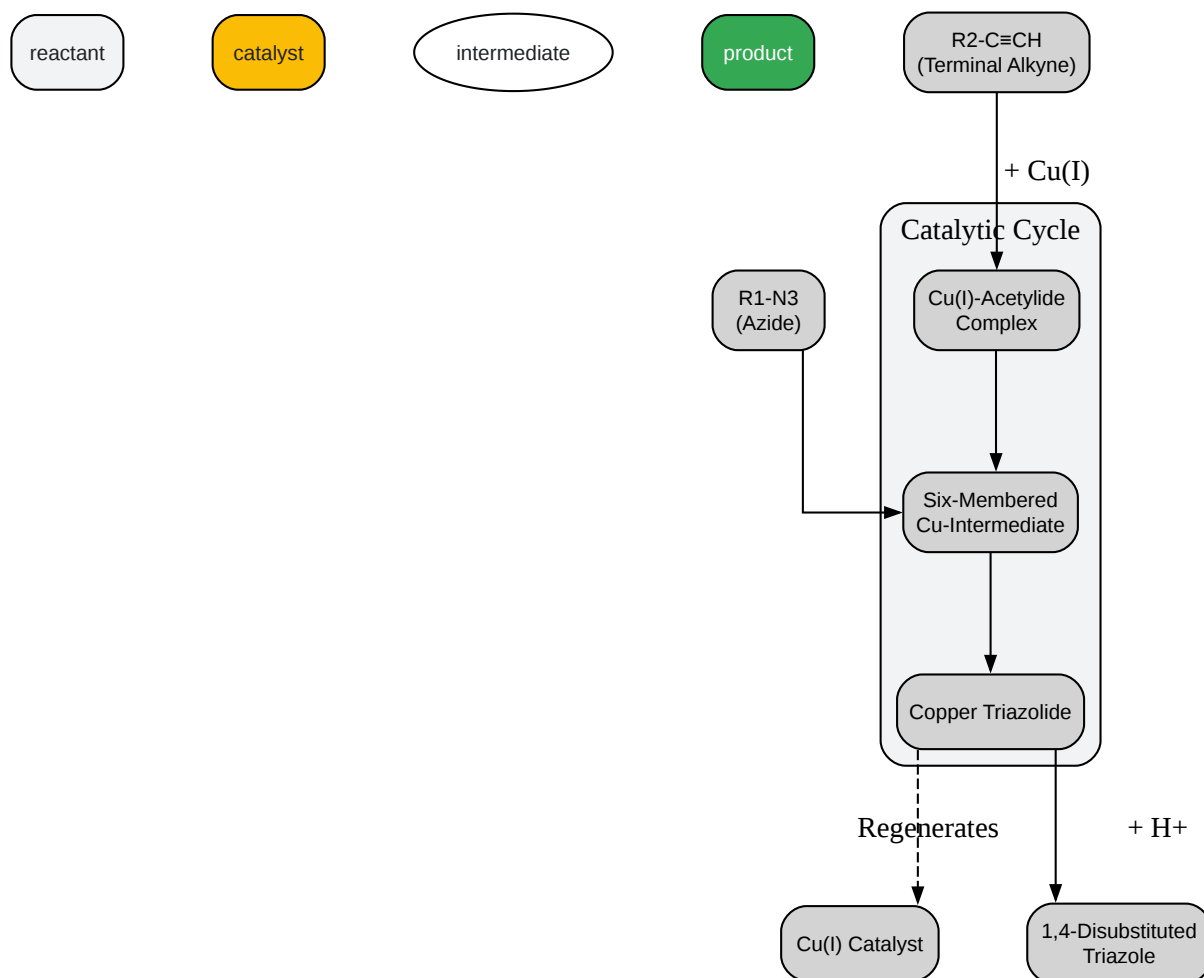 reactant
catalyst
intermediate
product
R2-C≡CH
(Terminal Alkyne)
+ Cu(I)
Catalytic Cycle
R1-N3
(Azide)
Cu(I)-Acetylide
Complex
Six-Membered
Cu-Intermediate
Copper Triazolide
Regenerates
+ H+
Cu(I) Catalyst
1,4-Disubstituted
Triazole